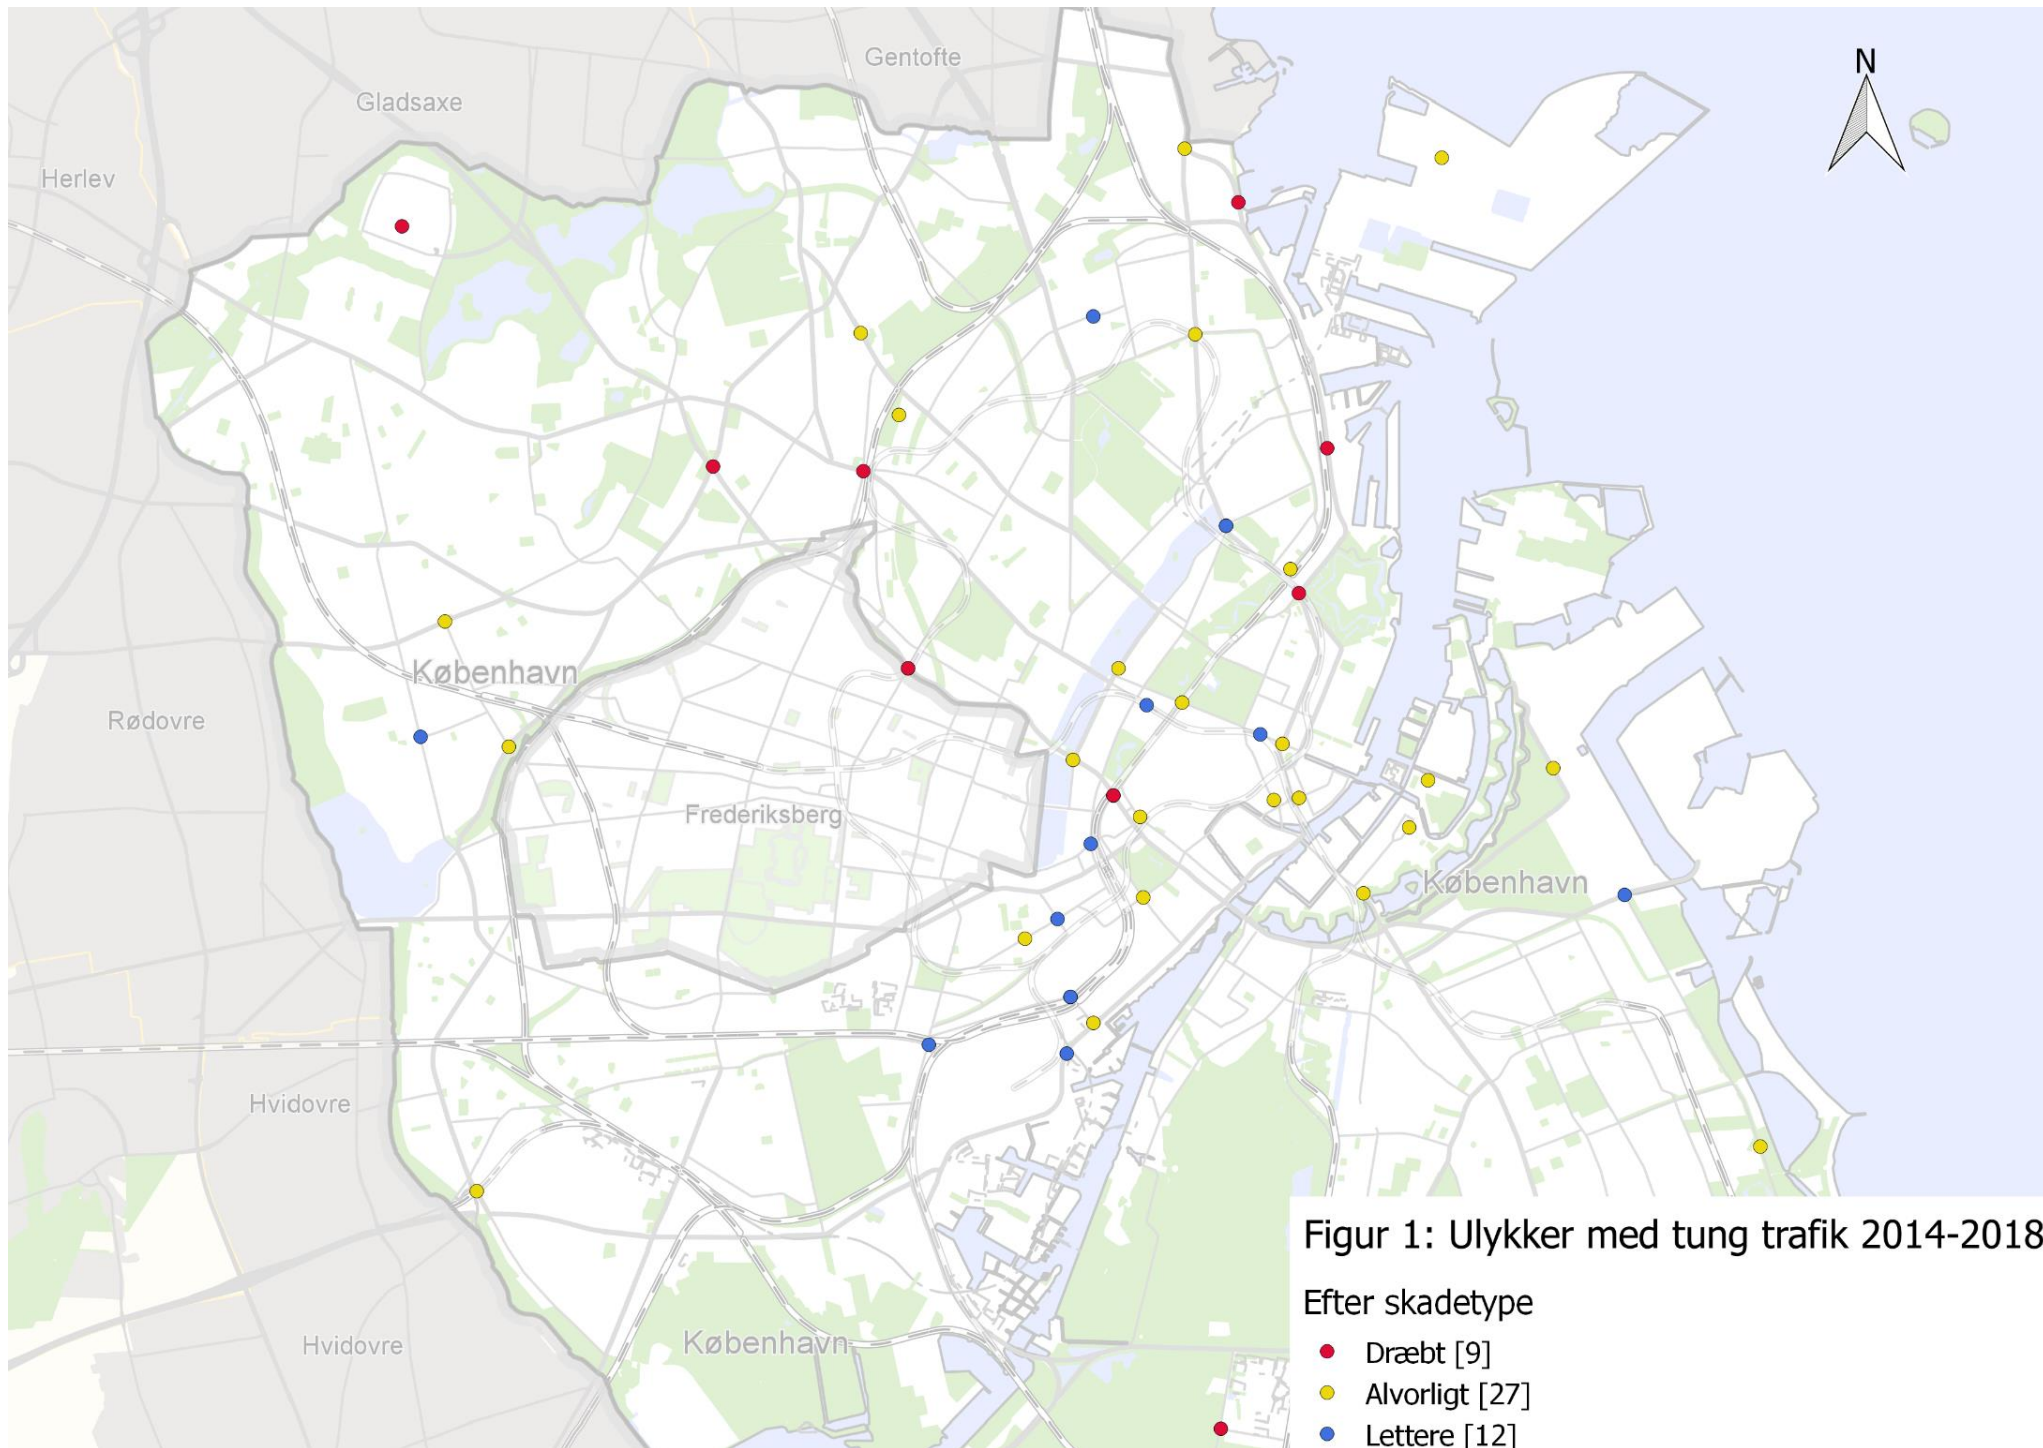 Gentofte
N
Gladsaxe
Herlev
København
Rødovre
Frederiksberg
København
Hvidovre
Figur 1: Ulykker med tung trafik 2014-2018
Efter skadetype
Hvidovre
København
Dræbt [9]
Alvorligt [27]
Lettere [12]